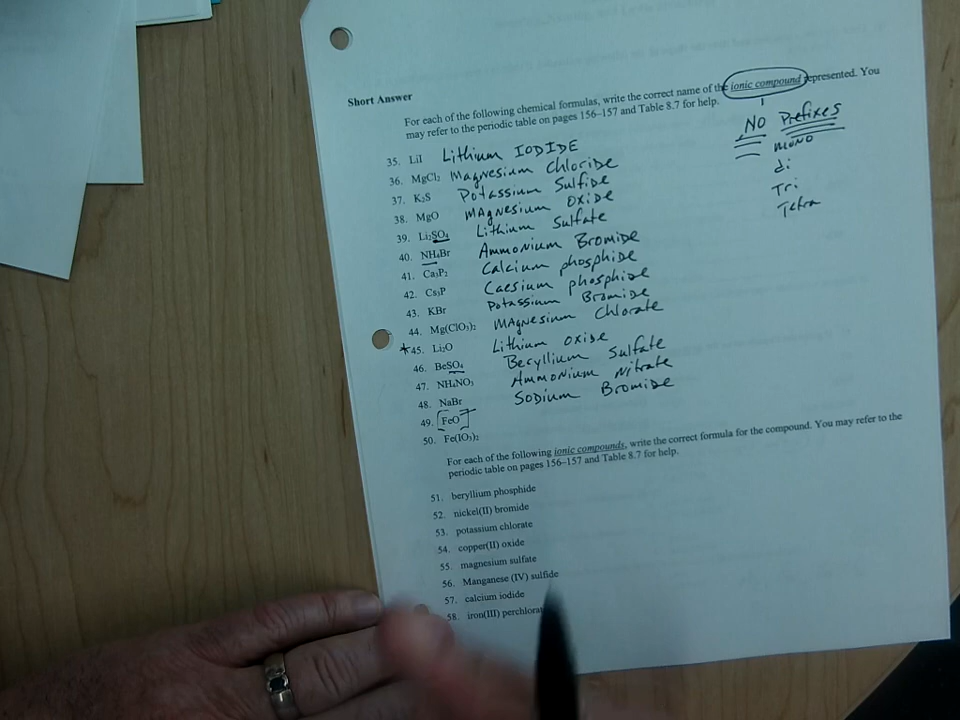 Short Answer
For each of the following chemical formulas, write the correct name of the ionic compound represented. You
may refer to the periodic table on pages 156–157 and Table 8.7 for help.
NO Prefixes
mono
di
Tri
Tetra
35. LiI Lithium IODIDE
36. MgCl₂ Magnesium Chloride
37. K₂S Potassium Sulfide
38. MgO Magnesium Oxide
39. Li₂SO₄ Lithium Sulfate
40. NH₄Br Ammonium Bromide
41. Ca₃P₂ Calcium phosphide
42. Cs₃P Caesium phosphide
43. KBr Potassium Bromide
44. Mg(ClO₃)₂ Magnesium Chlorate
*45. Li₂O Lithium oxide
46. BeSO₄ Beryllium Sulfate
47. NH₄NO₃ Ammonium Nitrate
48. NaBr Sodium Bromide
49. FeO
50. Fe(IO₃)₂
For each of the following ionic compounds, write the correct formula for the compound. You may refer to the
periodic table on pages 156–157 and Table 8.7 for help.
51. beryllium phosphide
52. nickel(II) bromide
53. potassium chlorate
54. copper(II) oxide
55. magnesium sulfate
56. Manganese (IV) sulfide
57. calcium iodide
58. iron(III)